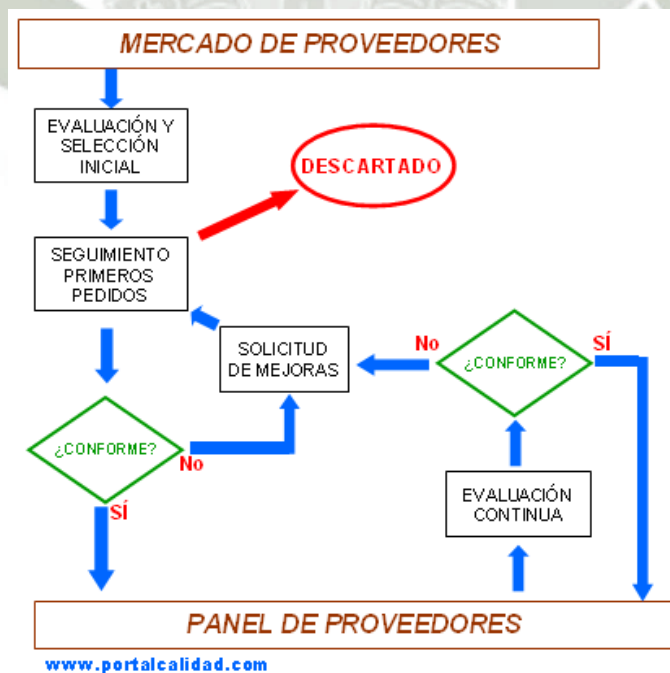 MERCADO DE PROVEEDORES
EVALUACIÓN Y
SELECCIÓN
INICIAL
DESCARTADO
SEGUIMIENTO
PRIMEROS
PEDIDOS
SOLICITUD
DE MEJORAS
No
¿CONFORME?
SÍ
¿CONFORME?
No
SÍ
EVALUACIÓN
CONTINUA
PANEL DE PROVEEDORES
www.portalcalidad.com